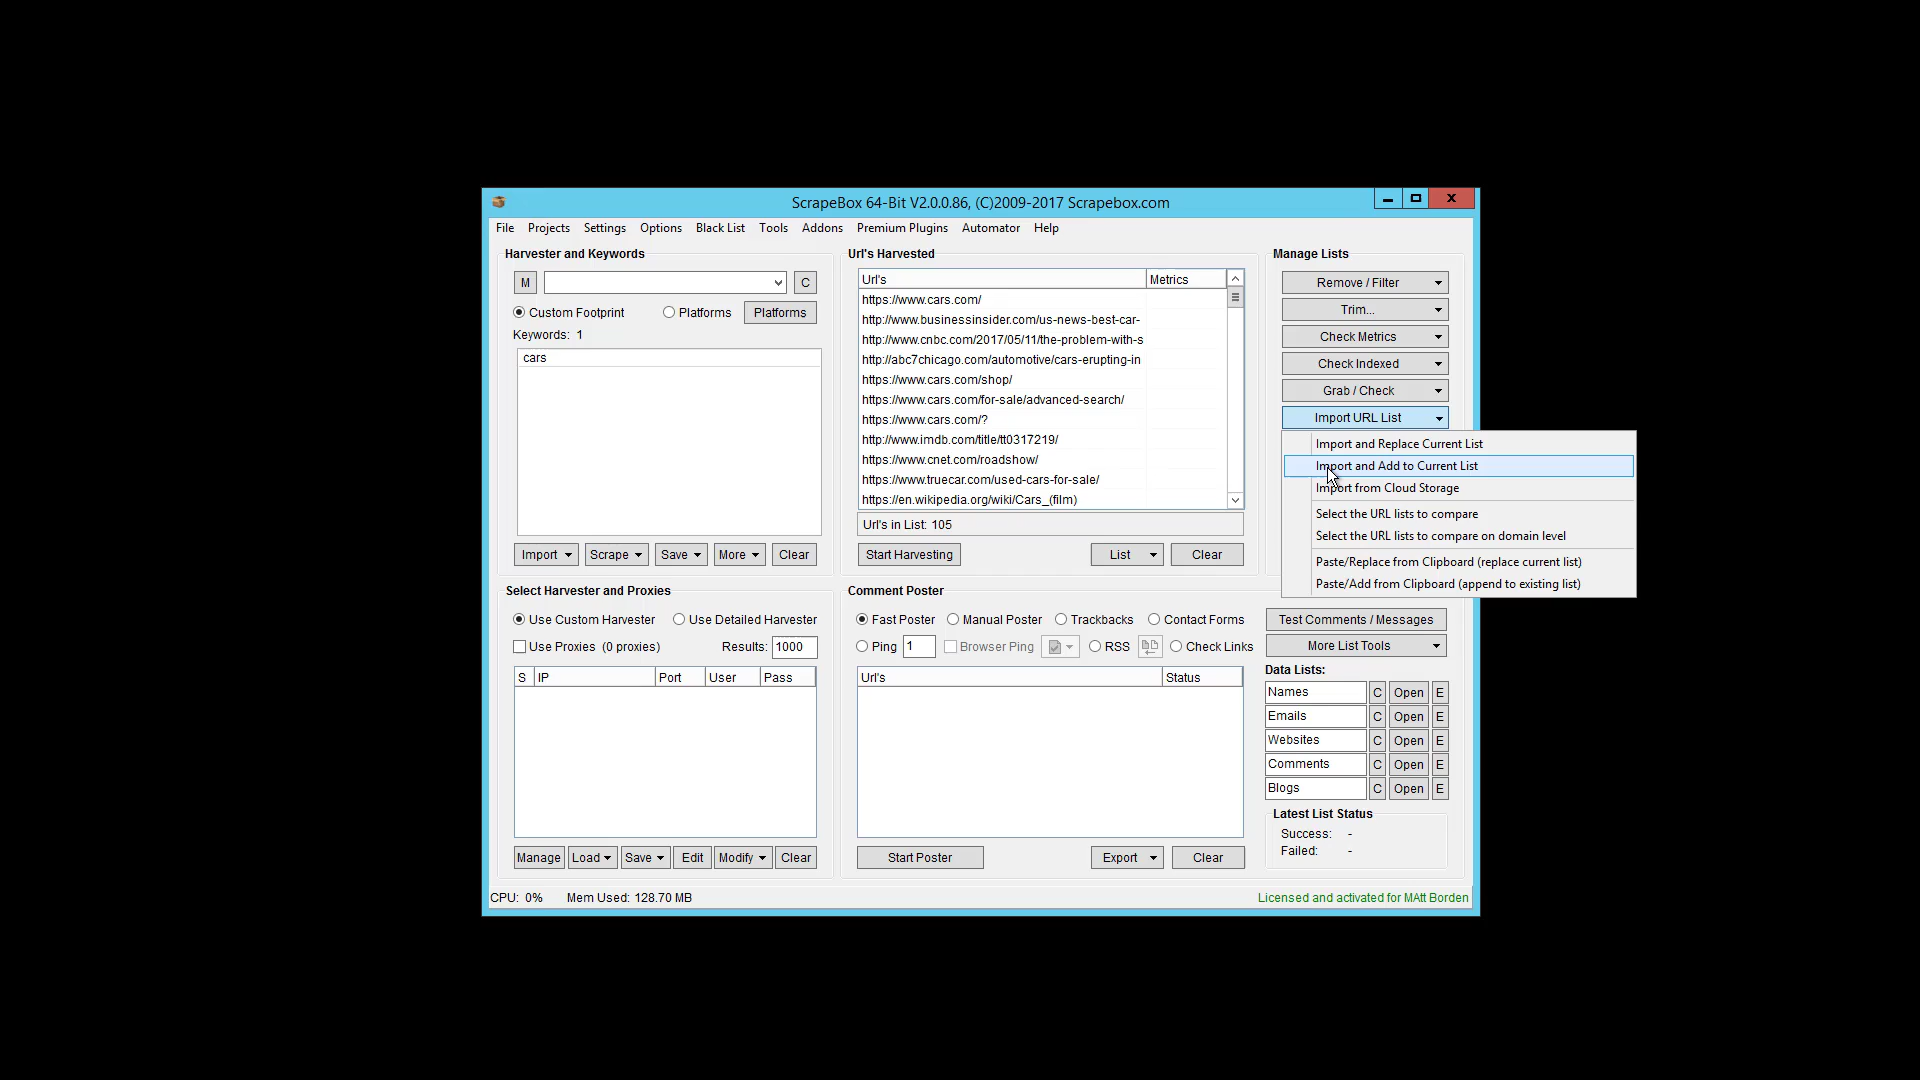 ScrapeBox 64-Bit V2.0.0.86, (C)2009-2017 Scrapebox.com
File Projects Settings Options Black List Tools Addons Premium Plugins Automator Help
Harvester and Keywords
M C
Custom Footprint Platforms Platforms
Keywords: 1
cars
Import Scrape Save More Clear
Url's Harvested
Url's Metrics
https://www.cars.com/
http://www.businessinsider.com/us-news-best-car-
http://www.cnbc.com/2017/05/11/the-problem-with-s
http://abc7chicago.com/automotive/cars-erupting-in
https://www.cars.com/shop/
https://www.cars.com/for-sale/advanced-search/
https://www.cars.com/?
http://www.imdb.com/title/tt0317219/
https://www.cnet.com/roadshow/
https://www.truecar.com/used-cars-for-sale/
https://en.wikipedia.org/wiki/Cars_(film)
Url's in List: 105
Start Harvesting List Clear
Manage Lists
Remove / Filter
Trim...
Check Metrics
Check Indexed
Grab / Check
Import URL List
Import and Replace Current List
Import and Add to Current List
Import from Cloud Storage
Select the URL lists to compare
Select the URL lists to compare on domain level
Paste/Replace from Clipboard (replace current list)
Paste/Add from Clipboard (append to existing list)
Select Harvester and Proxies
Use Custom Harvester Use Detailed Harvester
Use Proxies (0 proxies) Results: 1000
S IP Port User Pass
Manage Load Save Edit Modify Clear
Comment Poster
Fast Poster Manual Poster Trackbacks Contact Forms
Ping 1 Browser Ping RSS Check Links
Url's Status
Start Poster Export Clear
Test Comments / Messages
More List Tools
Data Lists:
Names C Open E
Emails C Open E
Websites C Open E
Comments C Open E
Blogs C Open E
Latest List Status
Success: -
Failed: -
CPU: 0% Mem Used: 128.70 MB Licensed and activated for MAtt Borden